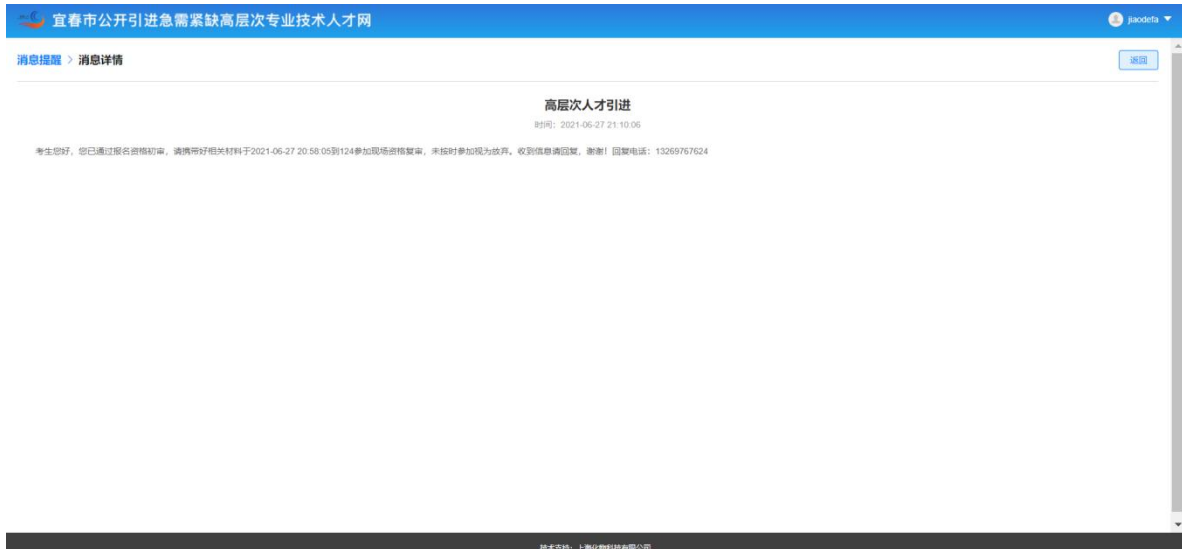 宜春市公开引进急需紧缺高层次专业技术人才网
jiaodefa
消息提醒 > 消息详情
返回
高层次人才引进
时间：2021-06-27 21:10:06
考生您好，您已通过报名资格初审，请携带好相关材料于2021-06-27 20:58:05到124参加现场资格复审，未按时参加视为放弃。收到信息请回复，谢谢！回复电话：13269767624